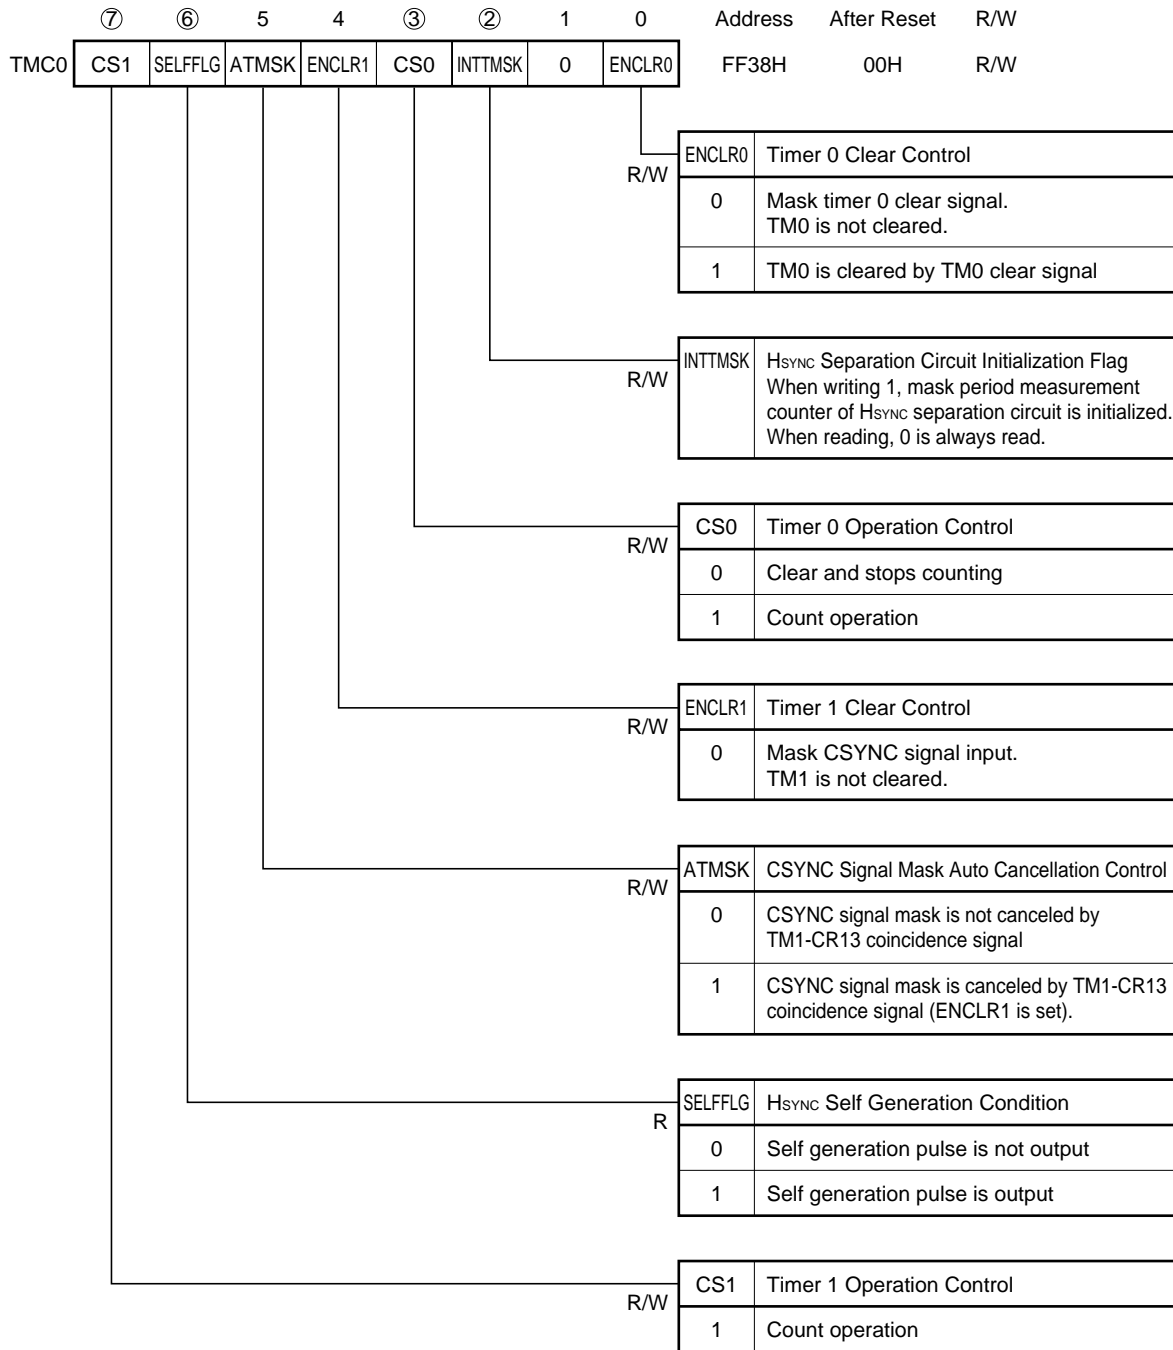 ⑦ ⑥ 5 4 ③ ② 1 0 Address After Reset R/W
TMC0 CS1 SELFFLG ATMSK ENCLR1 CS0 INTTMSK 0 ENCLR0 FF38H 00H R/W
R/W
ENCLR0 Timer 0 Clear Control
0 Mask timer 0 clear signal.
TM0 is not cleared.
1 TM0 is cleared by TM0 clear signal
R/W
INTTMSK HSYNC Separation Circuit Initialization Flag
When writing 1, mask period measurement
counter of HSYNC separation circuit is initialized.
When reading, 0 is always read.
R/W
CS0 Timer 0 Operation Control
0 Clear and stops counting
1 Count operation
R/W
ENCLR1 Timer 1 Clear Control
0 Mask CSYNC signal input.
TM1 is not cleared.
R/W
ATMSK CSYNC Signal Mask Auto Cancellation Control
0 CSYNC signal mask is not canceled by
TM1-CR13 coincidence signal
1 CSYNC signal mask is canceled by TM1-CR13
coincidence signal (ENCLR1 is set).
R
SELFFLG HSYNC Self Generation Condition
0 Self generation pulse is not output
1 Self generation pulse is output
R/W
CS1 Timer 1 Operation Control
1 Count operation